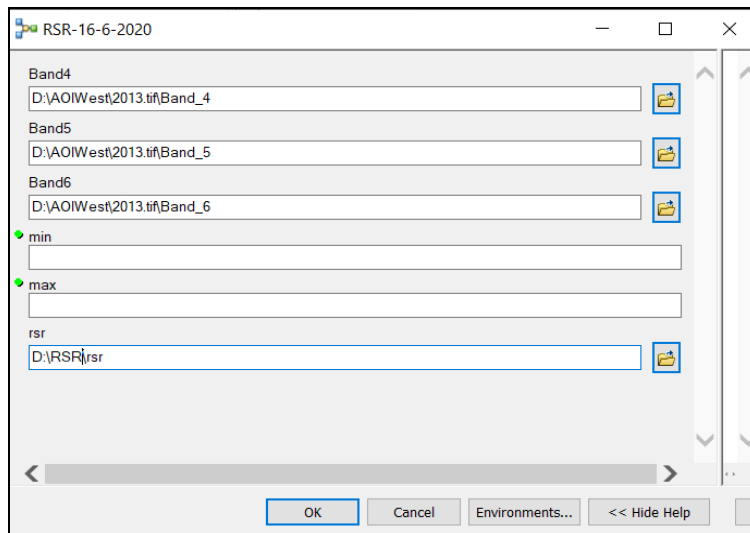 RSR-16-6-2020
Band4
D:\AOIWest\2013.tif\Band_4
Band5
D:\AOIWest\2013.tif\Band_5
Band6
D:\AOIWest\2013.tif\Band_6
min
max
rsr
D:\RSR\rsr
OK Cancel Environments... << Hide Help